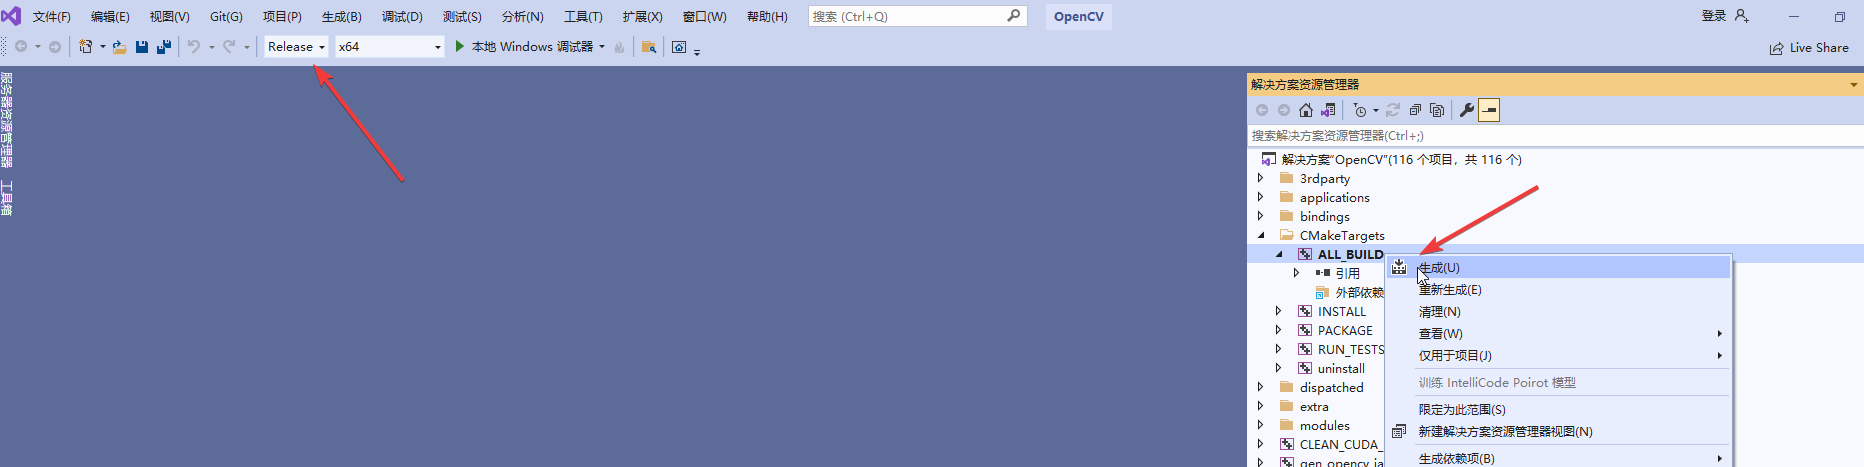 文件(F) 编辑(E) 视图(V) Git(G) 项目(P) 生成(B) 调试(D) 测试(S) 分析(N) 工具(T) 扩展(X) 窗口(W) 帮助(H) 搜索 (Ctrl+Q) OpenCV 登录
Release x64 本地 Windows 调试器 Live Share
服务器资源管理器
工具箱
解决方案资源管理器
搜索解决方案资源管理器(Ctrl+;)
解决方案"OpenCV"(116 个项目，共 116 个)
3rdparty
applications
bindings
CMakeTargets
ALL_BUILD
引用
外部依赖
INSTALL
PACKAGE
RUN_TESTS
uninstall
dispatched
extra
modules
CLEAN_CUDA_
gen_opencv_ja
生成(U)
重新生成(E)
清理(N)
查看(W)
仅用于项目(J)
训练 IntelliCode Poirot 模型
限定为此范围(S)
新建解决方案资源管理器视图(N)
生成依赖项(B)